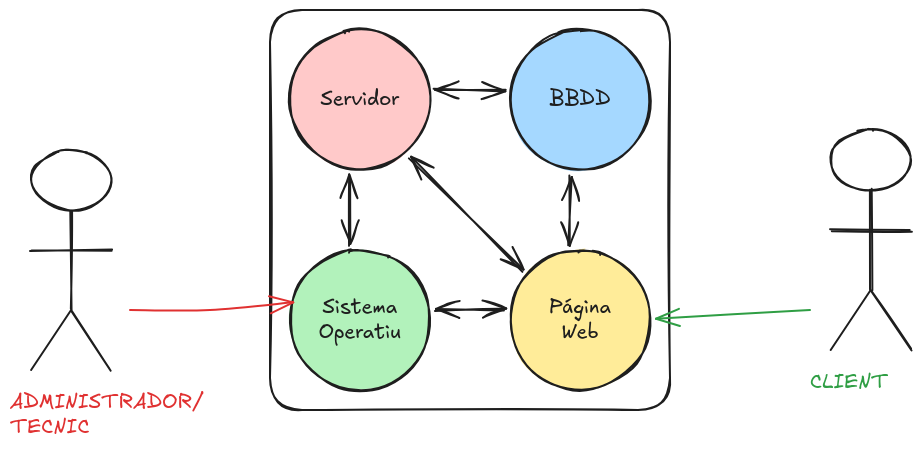 Servidor
BBDD
Sistema
Operatiu
Página
Web
ADMINISTRADOR/
TECNIC
CLIENT